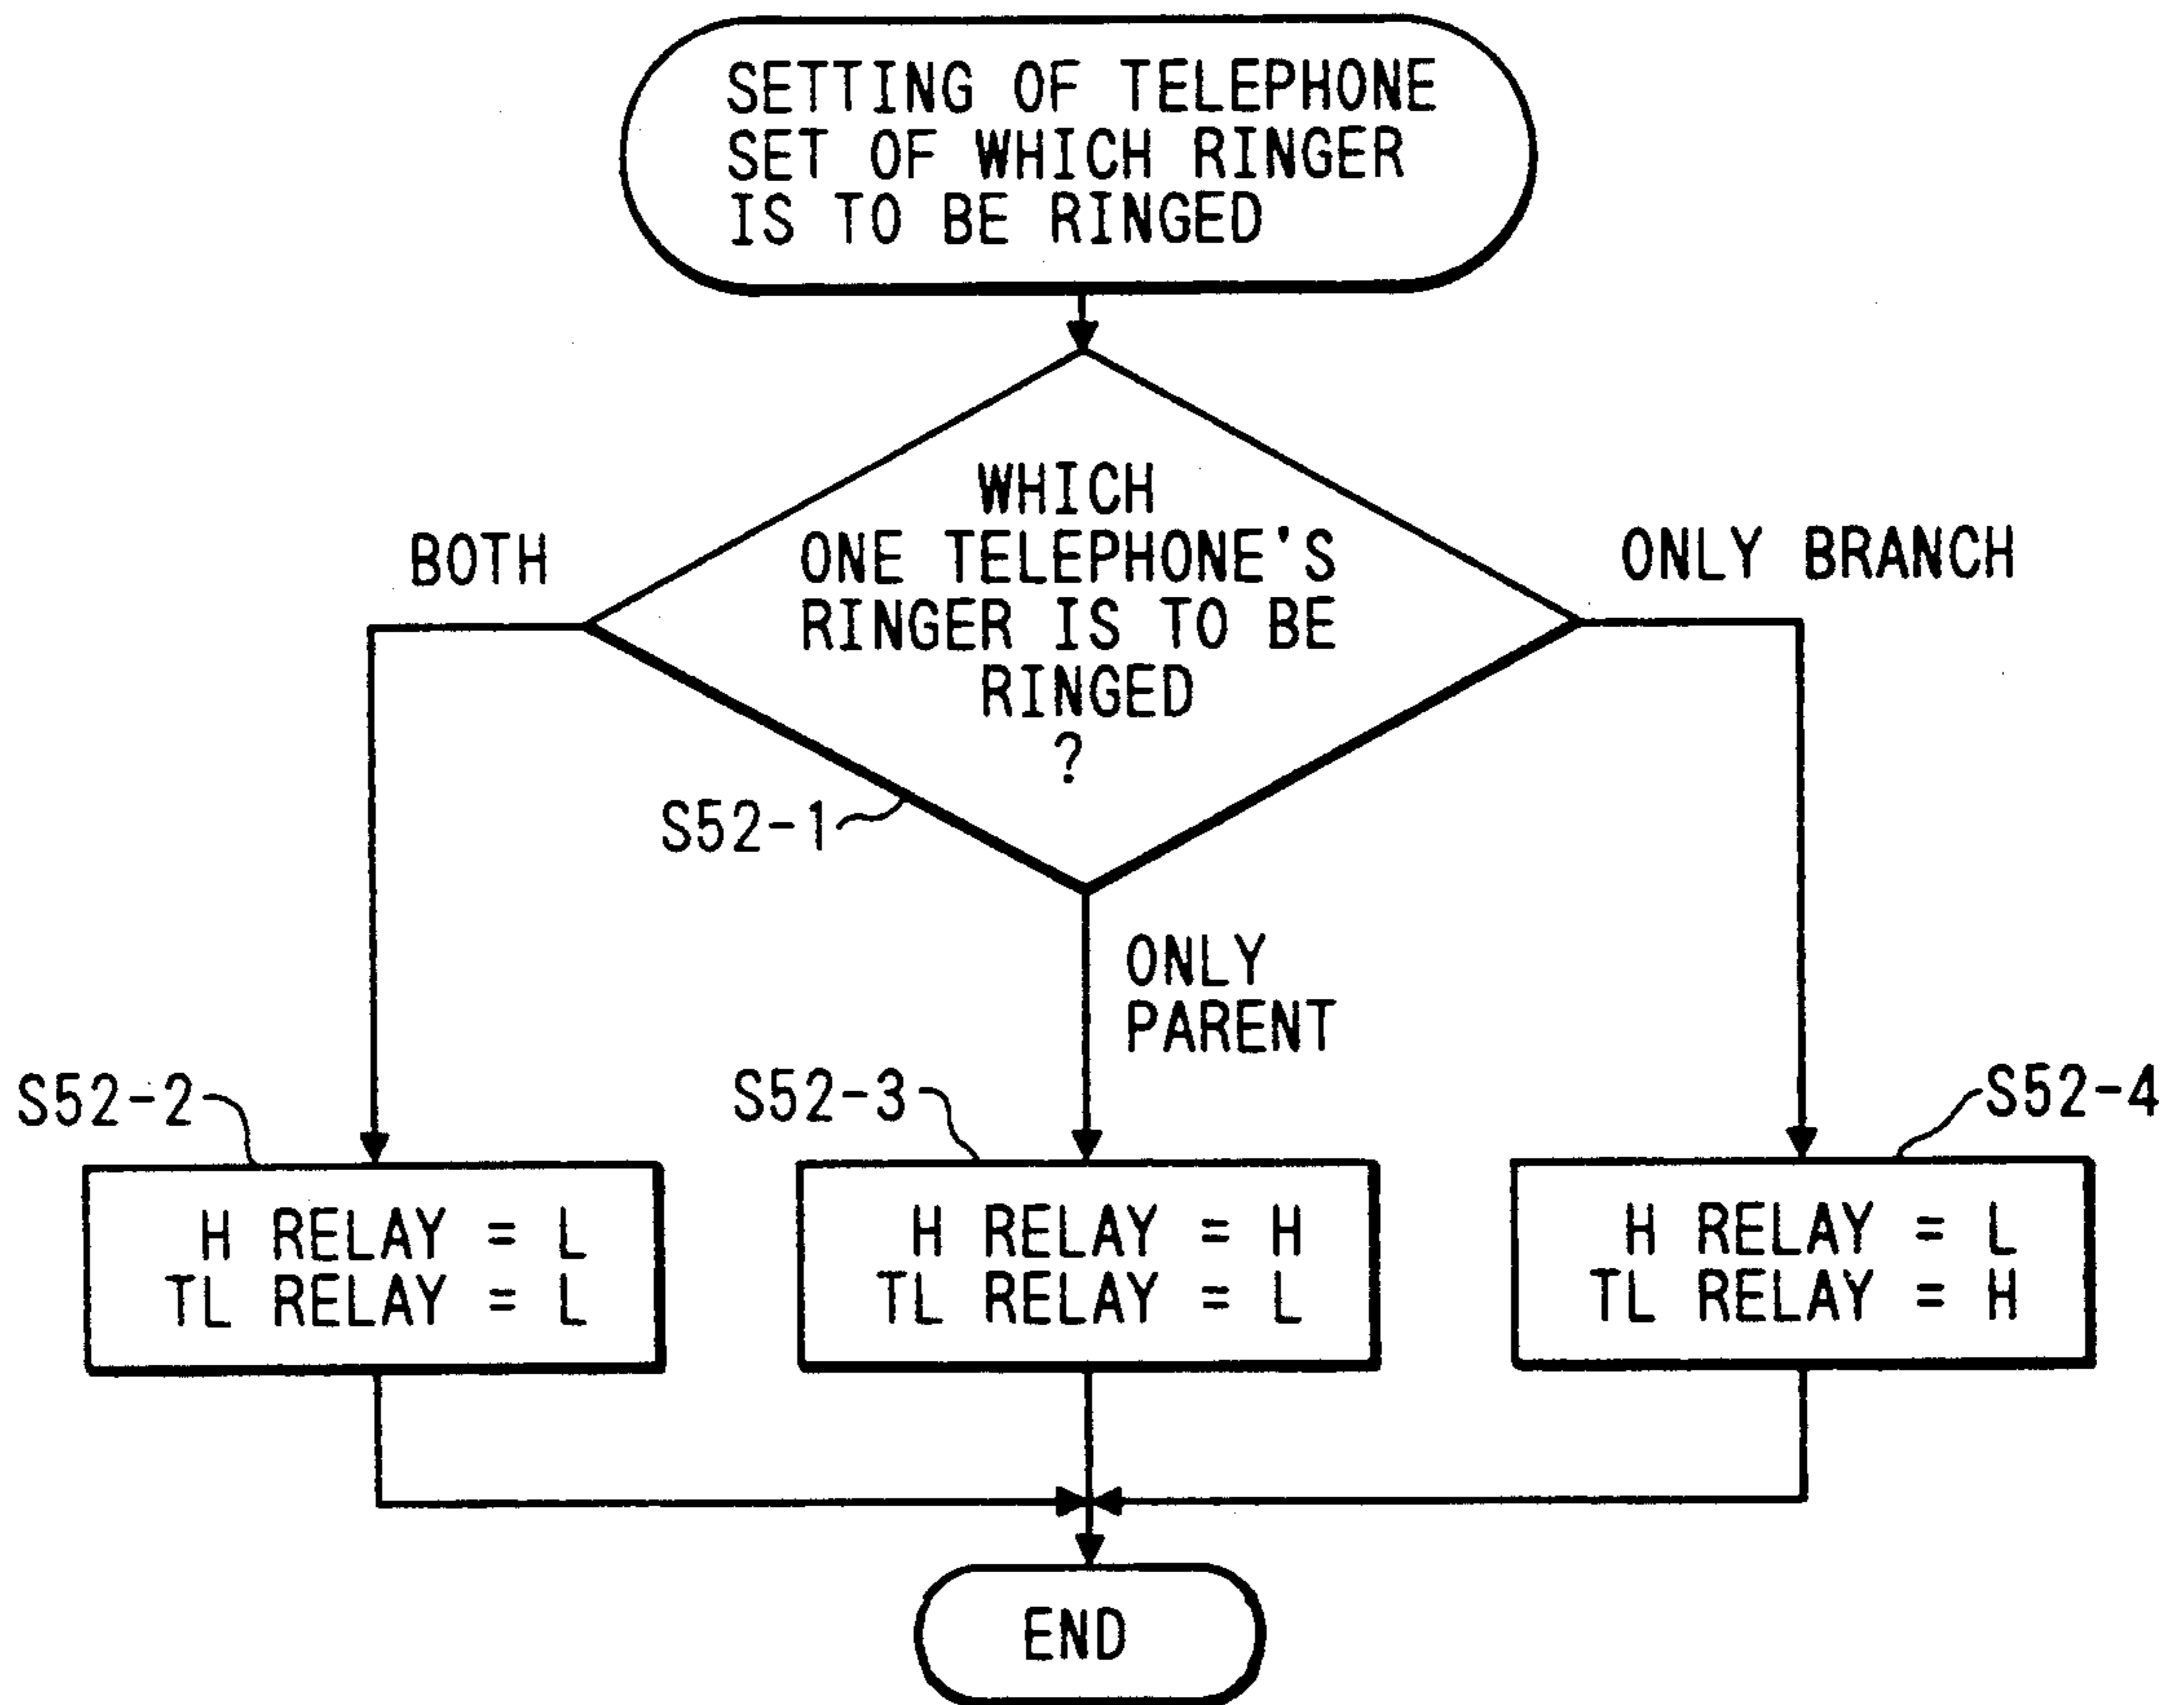 SETTING OF TELEPHONE
SET OF WHICH RINGER
IS TO BE RINGED
WHICH
ONE TELEPHONE'S
RINGER IS TO BE
RINGED
?
BOTH
ONLY BRANCH
S52-1
ONLY
PARENT
S52-2
S52-3
S52-4
H RELAY = L
TL RELAY = L
H RELAY = H
TL RELAY = L
H RELAY = L
TL RELAY = H
END